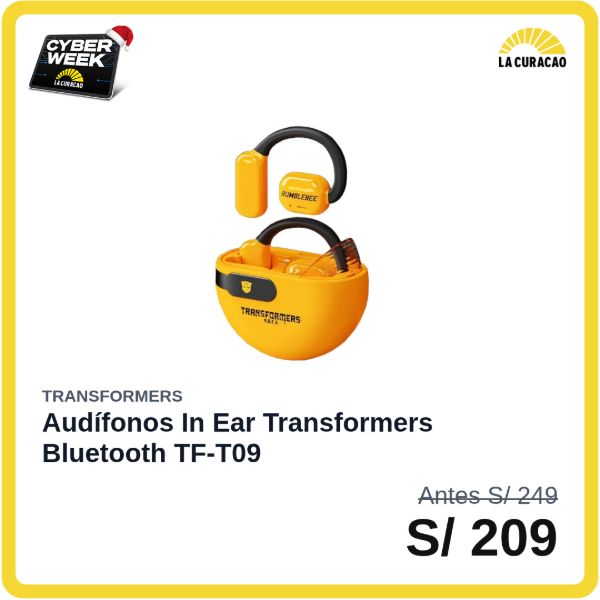 CYBER
WEEK
LA CURACAO
LA CURACAO
BUMBLEBEE
TRANSFORMERS
TRANSFORMERS
Audífonos In Ear Transformers
Bluetooth TF-T09
Antes S/ 249
S/ 209